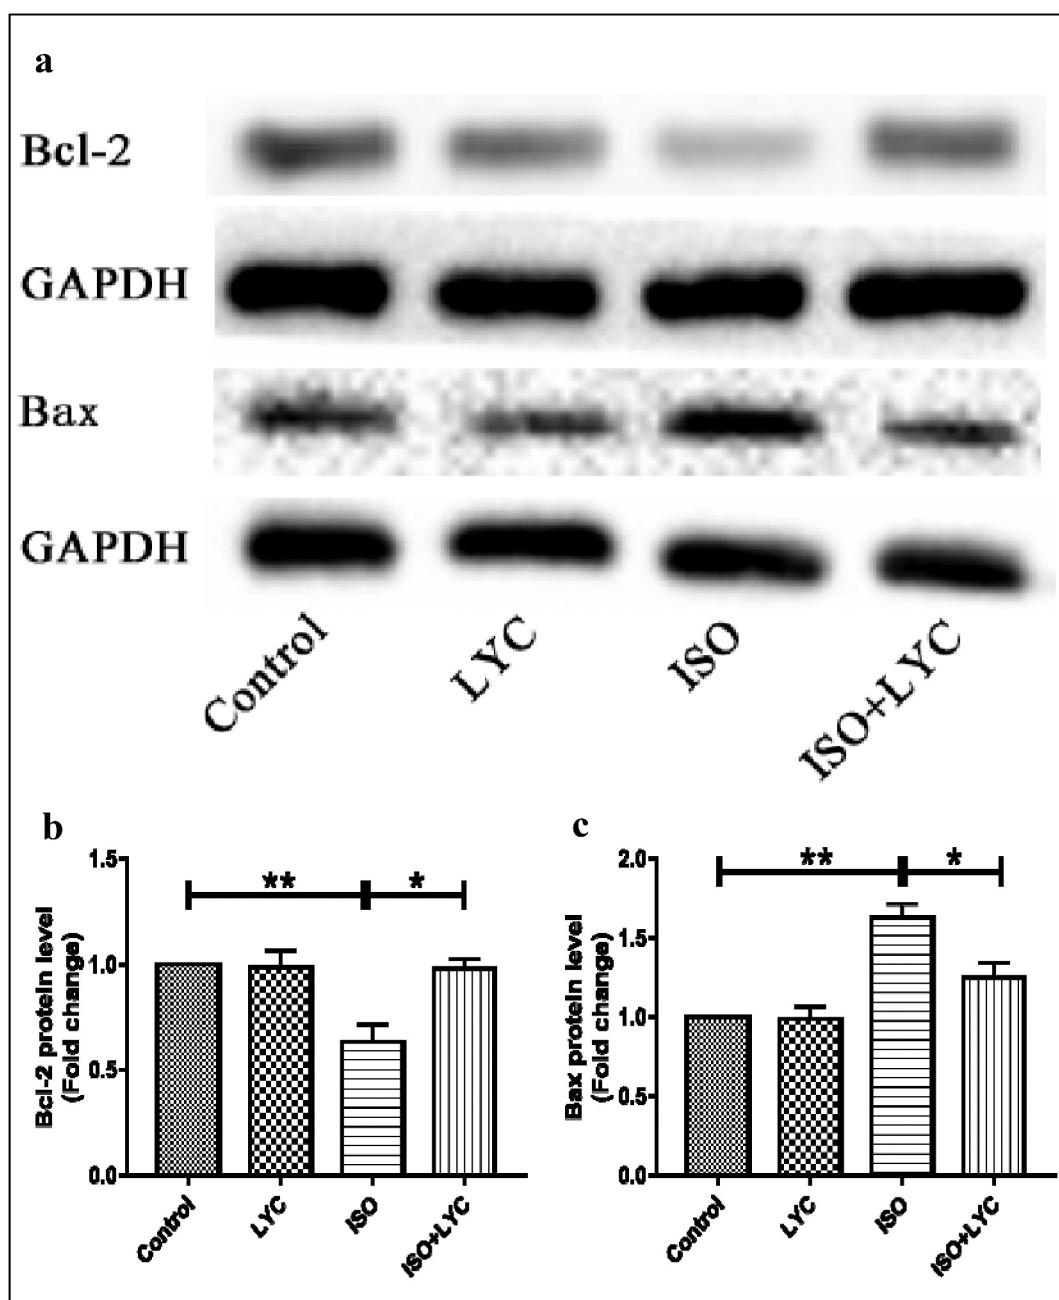 a
Bcl-2
GAPDH
Bax
GAPDH
Control
LYC
ISO
ISO+LYC
b
Bcl-2 protein level
(Fold change)
1.5
1.0
0.5
0.0
**
*
Control
LYC
ISO
ISO+LYC
c
Bax protein level
(Fold change)
2.0
1.5
1.0
0.5
0.0
**
*
Control
LYC
ISO
ISO+LYC